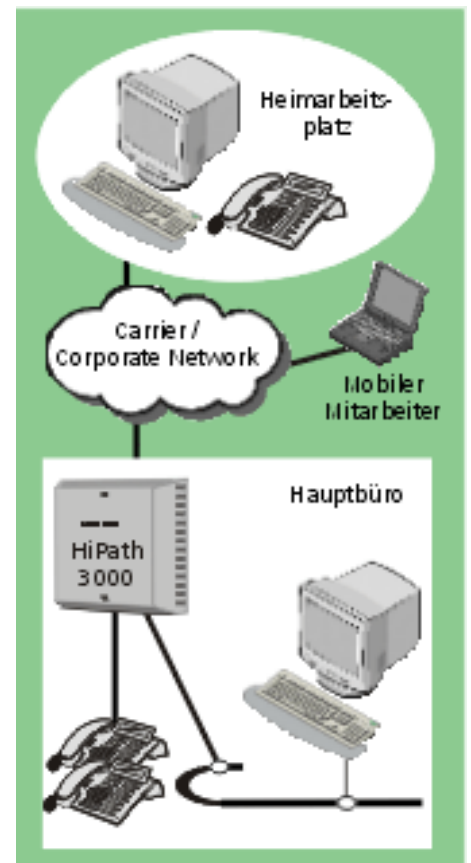 Heimarbeits-
platz
Carrier /
Corporate Network
Mobiler
Mitarbeiter
Hauptbüro
HiPath
3000